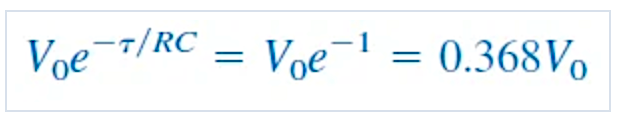 V₀e^{−τ/RC} = V₀e^{−1} = 0.368V₀